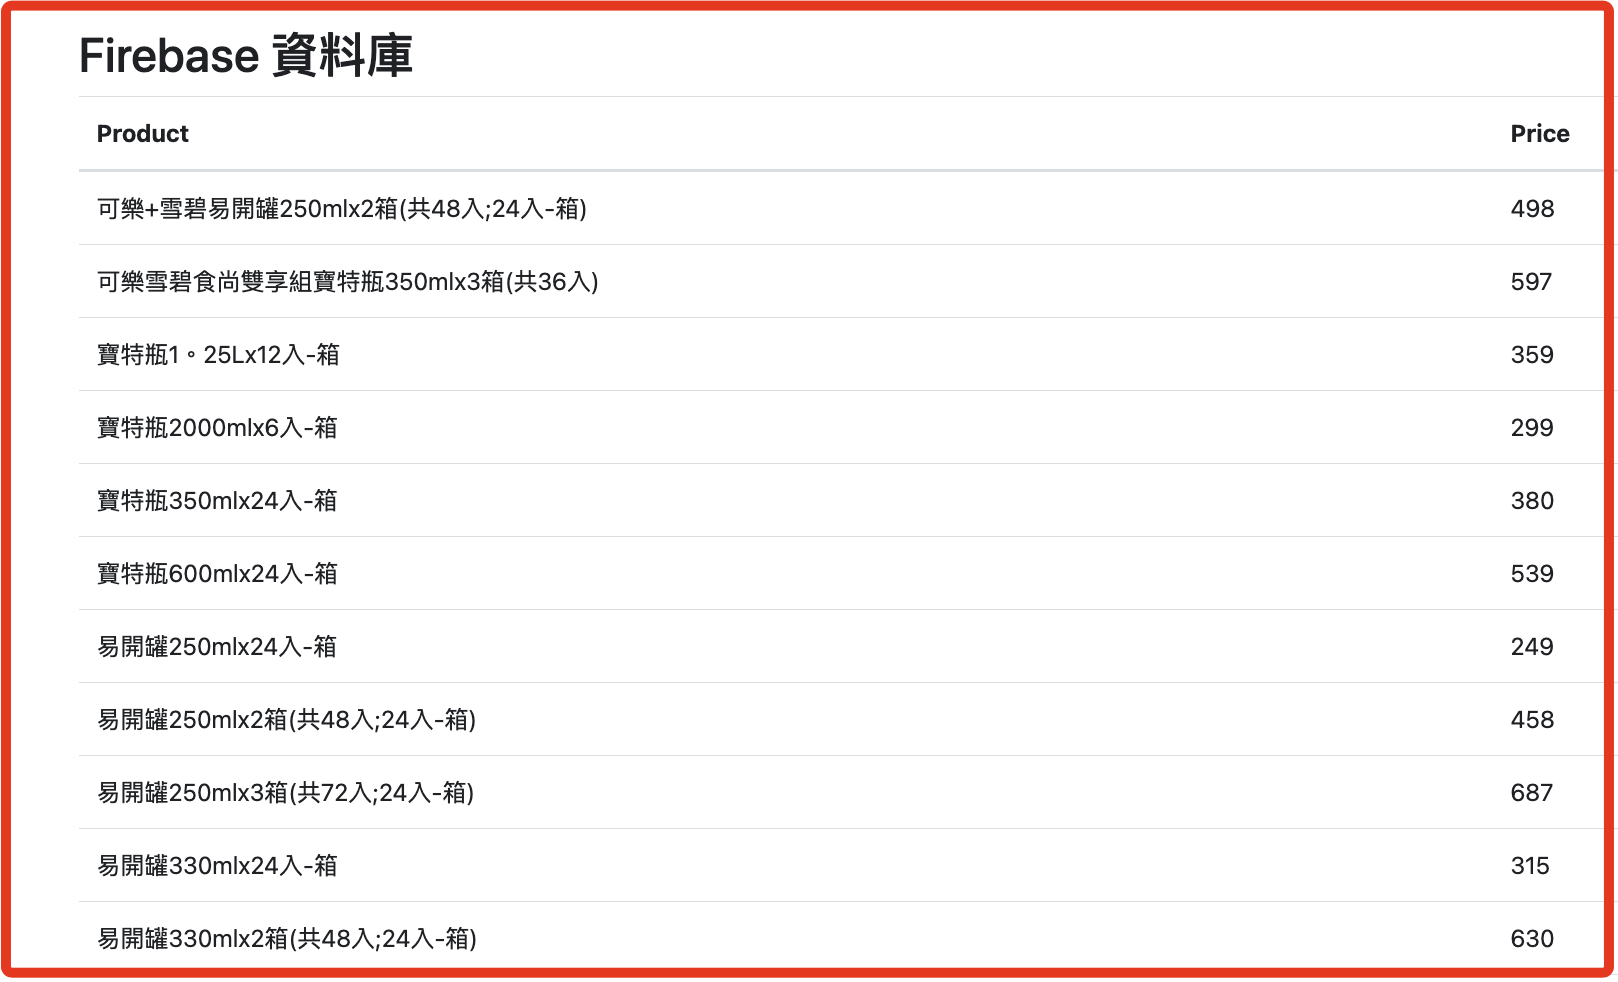 Firebase 資料庫
Product Price
可樂+雪碧易開罐250mlx2箱(共48入;24入-箱) 498
可樂雪碧食尚雙享組寶特瓶350mlx3箱(共36入) 597
寶特瓶1。25Lx12入-箱 359
寶特瓶2000mlx6入-箱 299
寶特瓶350mlx24入-箱 380
寶特瓶600mlx24入-箱 539
易開罐250mlx24入-箱 249
易開罐250mlx2箱(共48入;24入-箱) 458
易開罐250mlx3箱(共72入;24入-箱) 687
易開罐330mlx24入-箱 315
易開罐330mlx2箱(共48入;24入-箱) 630